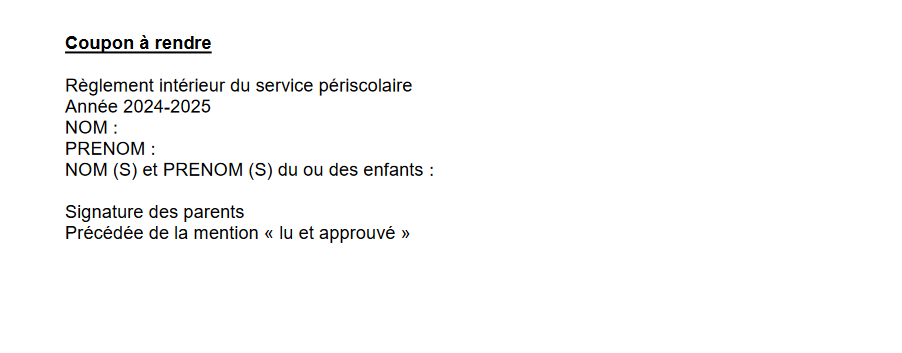 Coupon à rendre
Règlement intérieur du service périscolaire
Année 2024-2025
NOM :
PRENOM :
NOM (S) et PRENOM (S) du ou des enfants :
Signature des parents
Précédée de la mention « lu et approuvé »